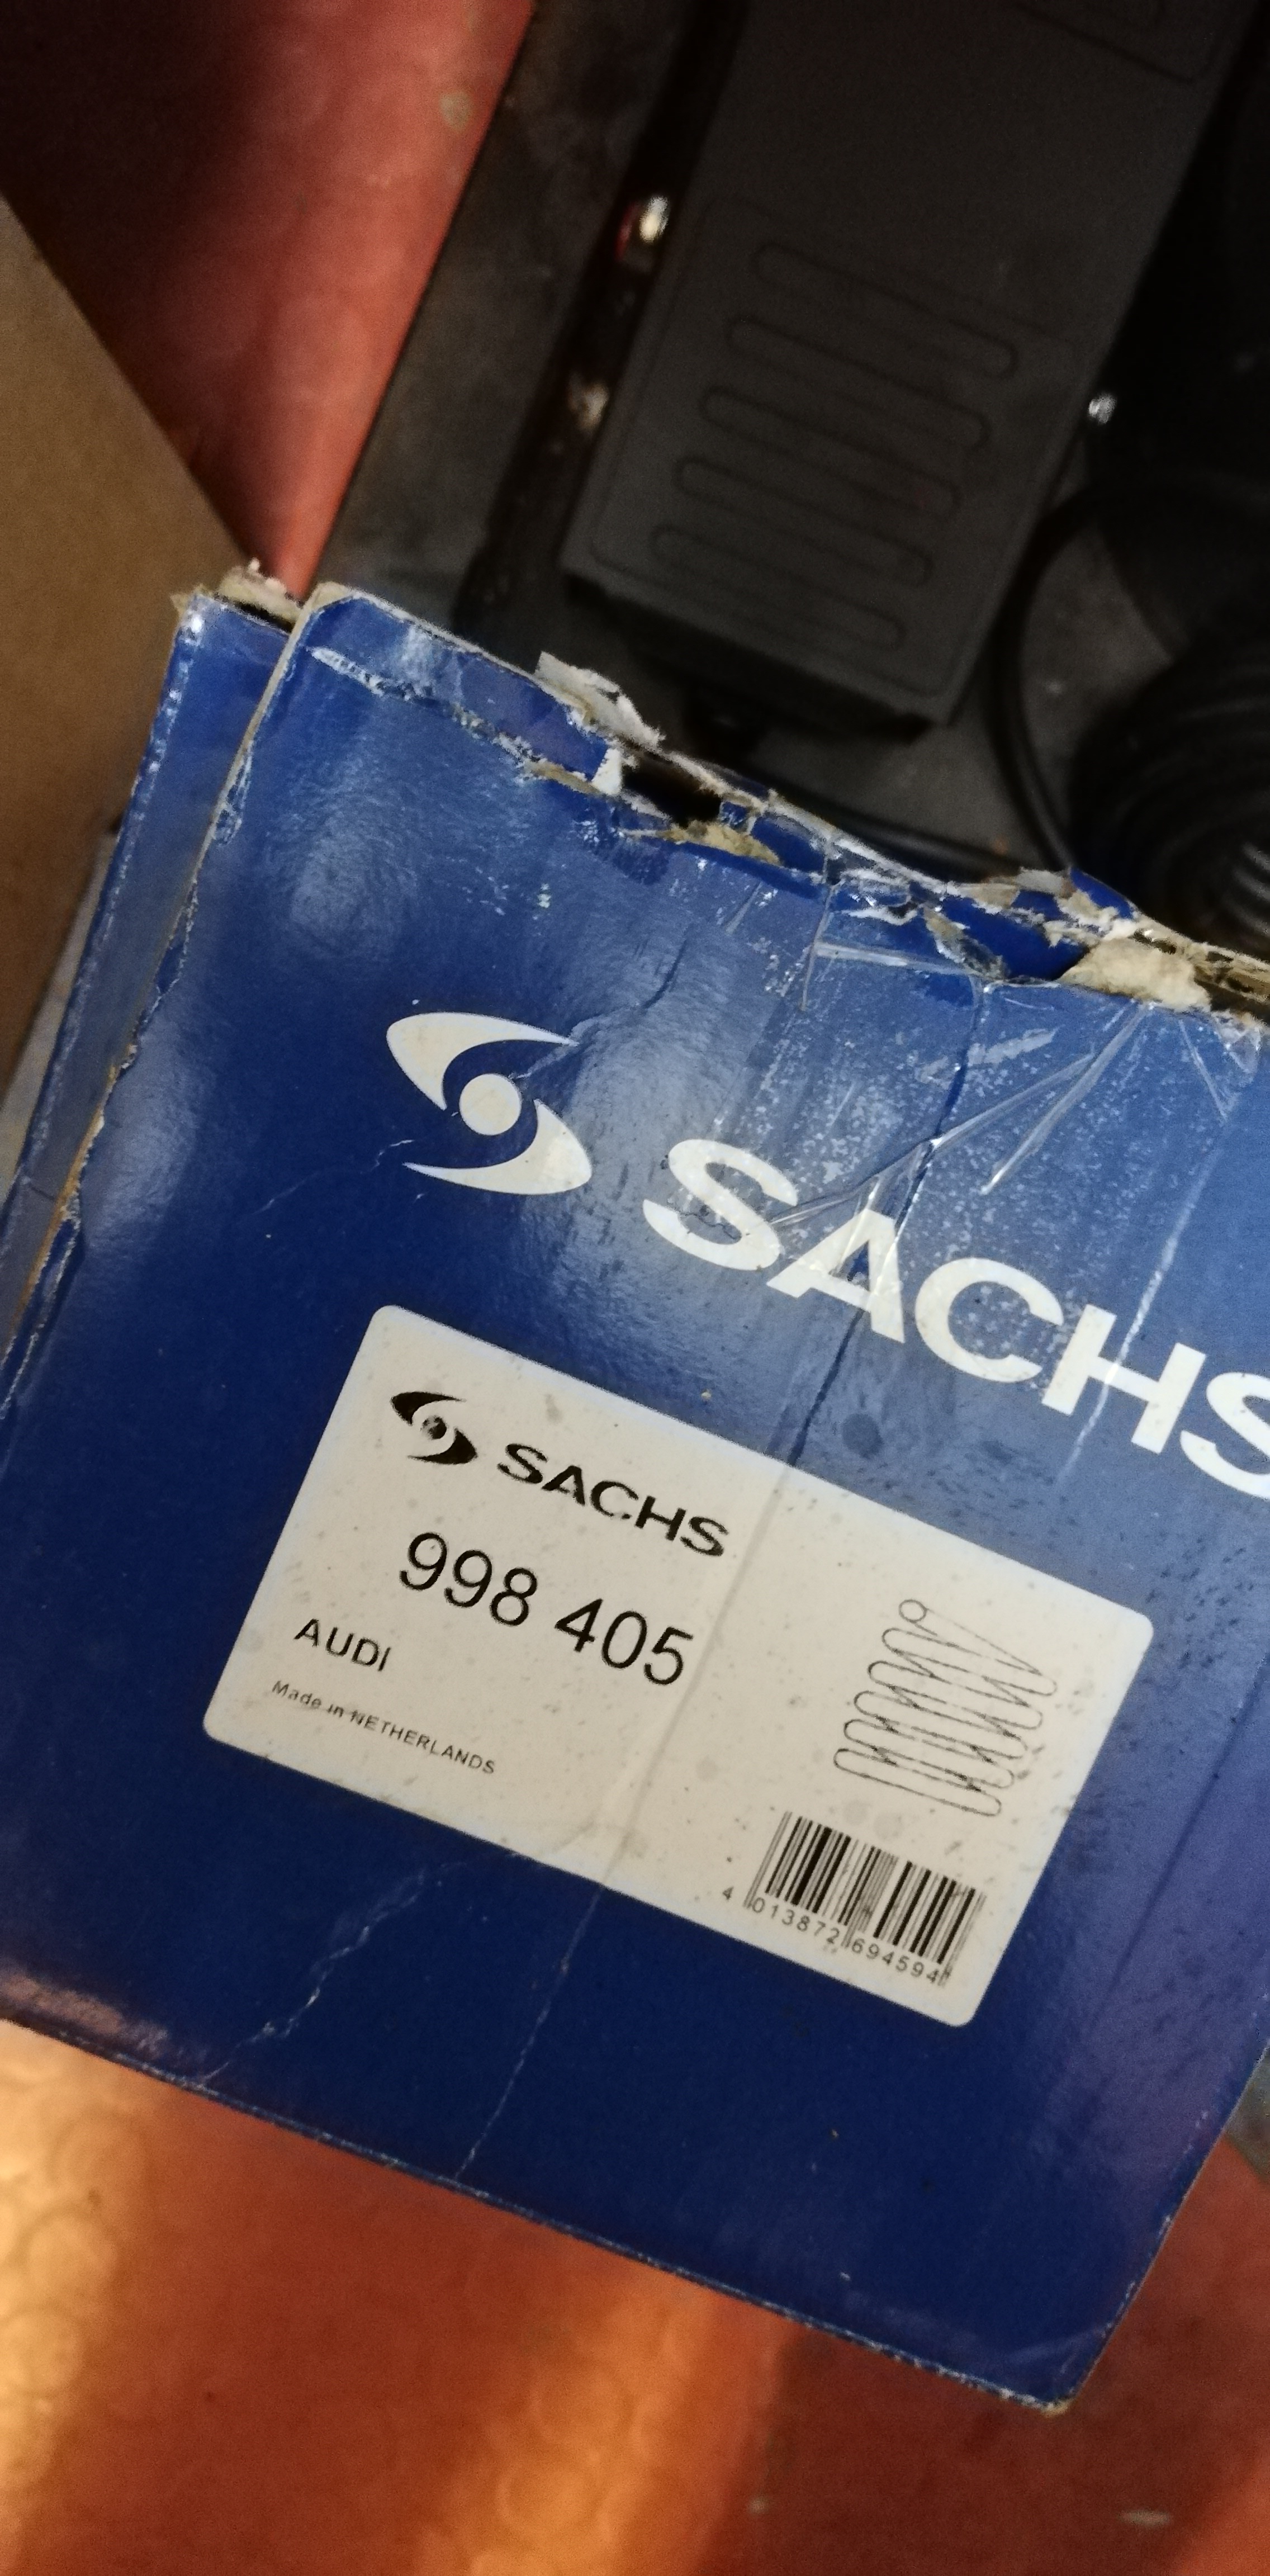 SACHS
SACHS
998 405
AUDI
Made in NETHERLANDS
4 013872 694594